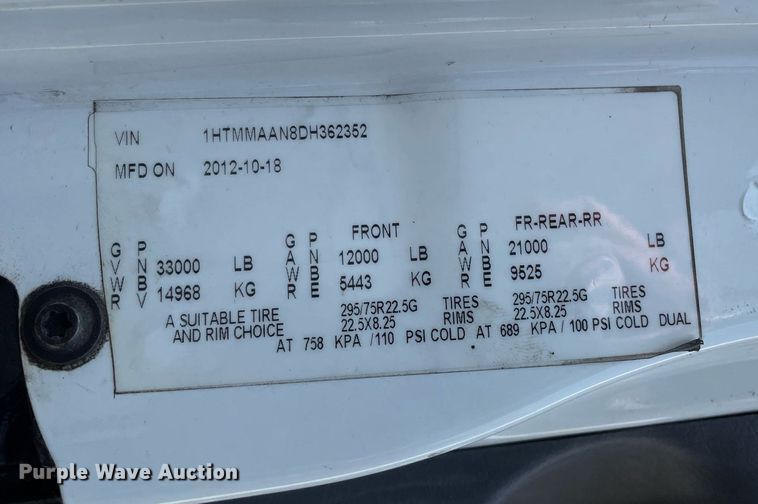 VIN 1HTMMAAN8DH362352
MFD ON 2012-10-18
FRONT FR-REAR-RR
G P G P G P
V N 33000 LB A N 12000 LB A N 21000 LB
W B 14968 KG W B 5443 KG W B 9525 KG
R V R E R E
A SUITABLE TIRE 295/75R22.5G TIRES 295/75R22.5G TIRES
AND RIM CHOICE 22.5X8.25 RIMS 22.5X8.25 RIMS
AT 758 KPA /110 PSI COLD AT 689 KPA / 100 PSI COLD DUAL
Purple Wave Auction